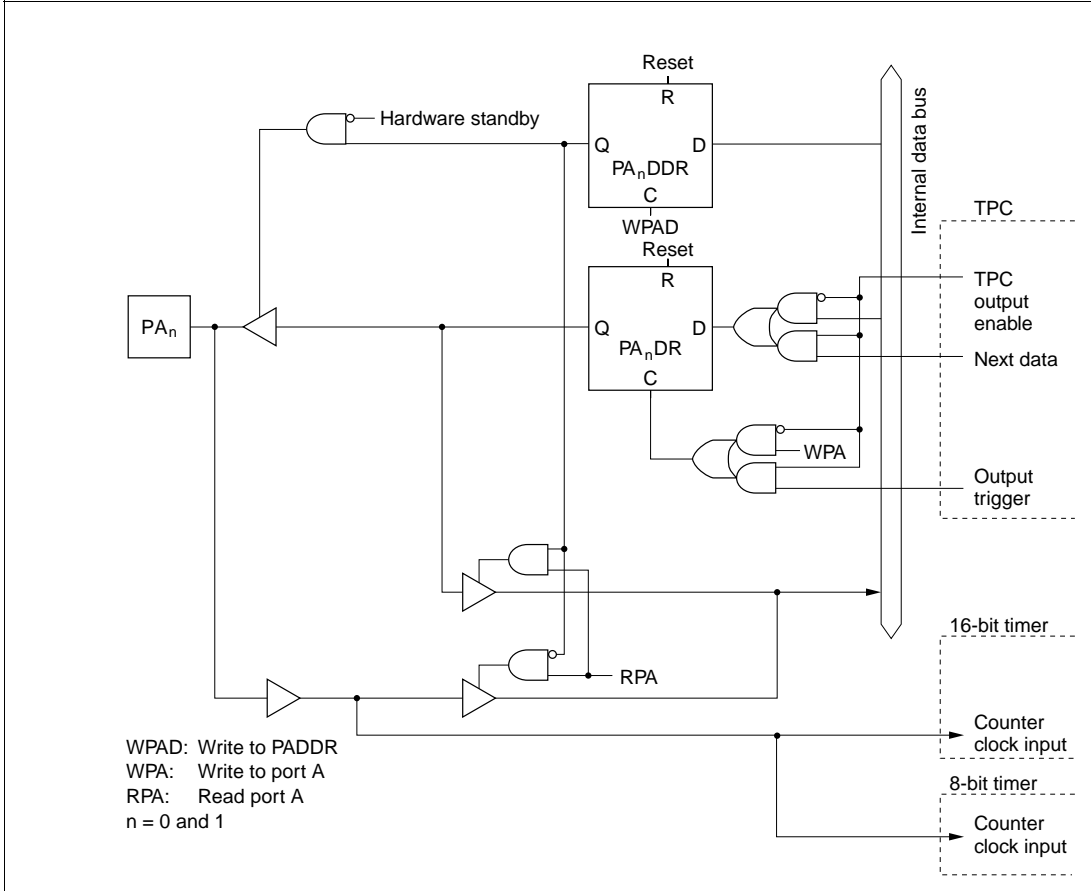 Reset
R
Hardware standby
Q
D
PAnDDR
C
WPAD
Internal data bus
TPC
Reset
R
PAn
Q
D
PAnDR
C
TPC
output
enable
Next data
WPA
Output
trigger
RPA
16-bit timer
Counter
clock input
8-bit timer
Counter
clock input
WPAD: Write to PADDR
WPA: Write to port A
RPA: Read port A
n = 0 and 1